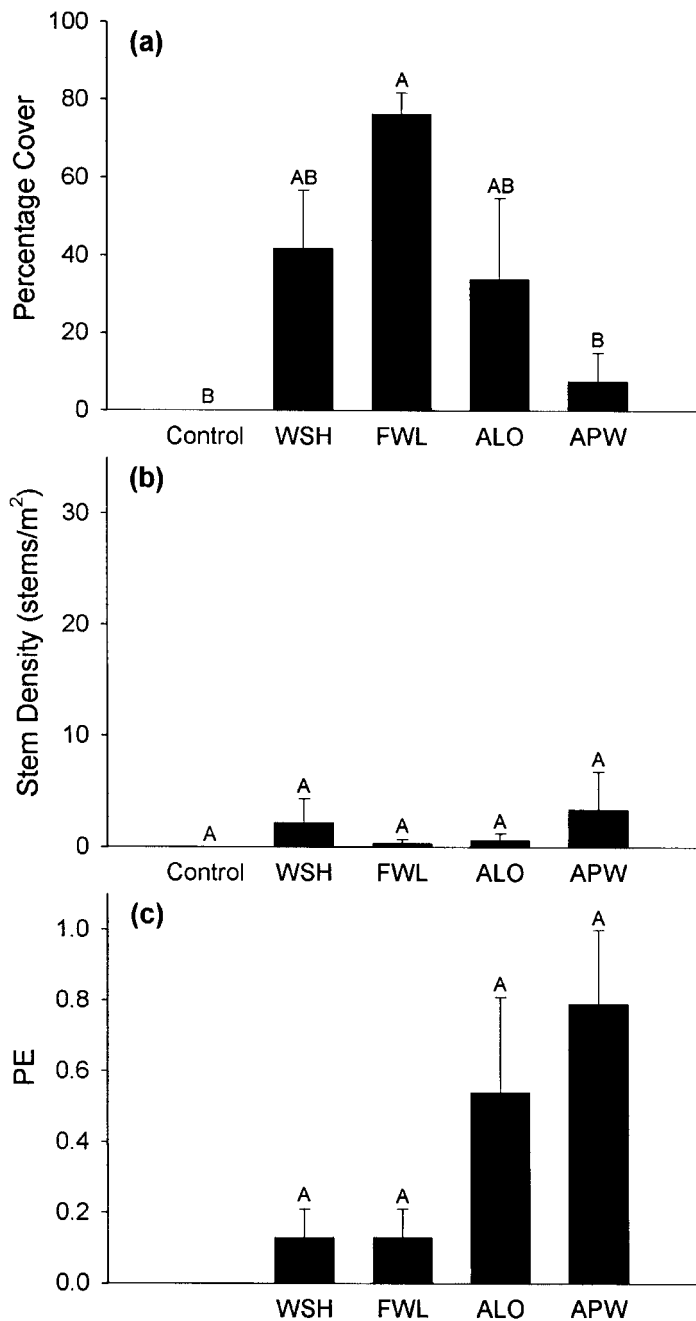 (a)
Percentage Cover
100
80
60
40
20
0
B
AB
A
AB
B
Control WSH FWL ALO APW
(b)
Stem Density (stems/m²)
30
20
10
0
A
A
A
A
A
Control WSH FWL ALO APW
(c)
PE
1.0
0.8
0.6
0.4
0.2
0.0
A
A
A
A
WSH FWL ALO APW